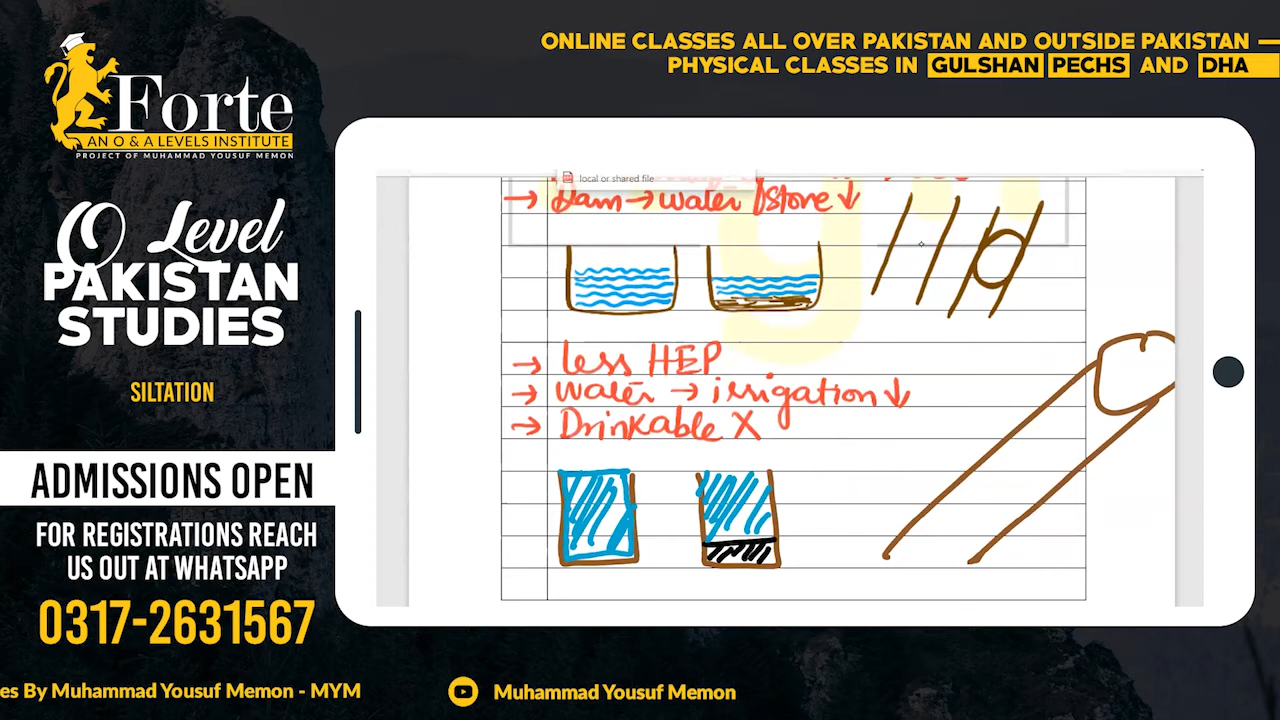 Forte
AN O & A LEVELS INSTITUTE
PROJECT OF MUHAMMAD YOUSUF MEMON
O Level
PAKISTAN
STUDIES
SILTATION
ADMISSIONS OPEN
FOR REGISTRATIONS REACH
US OUT AT WHATSAPP
0317-2631567
ONLINE CLASSES ALL OVER PAKISTAN AND OUTSIDE PAKISTAN —
PHYSICAL CLASSES IN GULSHAN PECHS AND DHA
local or shared file
→ Dam → water store ↓
→ less HEP
→ water → irrigation ↓
→ Drinkable X
es By Muhammad Yousuf Memon - MYM
Muhammad Yousuf Memon